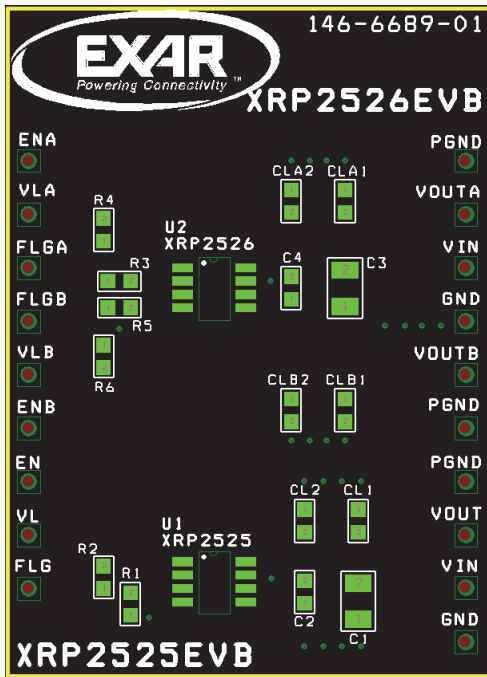 146-6689-01
EXAR
Powering Connectivity ™
XRP2526EVB
ENA
PGND
CLA2 CLA1
VLA
VOUTA
R4
U2
XRP2526
FLGA
VIN
R3
C4
C3
FLGB
GND
R5
VLB
VOUTB
R6
CLB2 CLB1
ENB
PGND
EN
PGND
CL2 CL1
VL
VOUT
U1
XRP2525
R2
FLG
R1
VIN
C2
C1
GND
XRP2525EVB